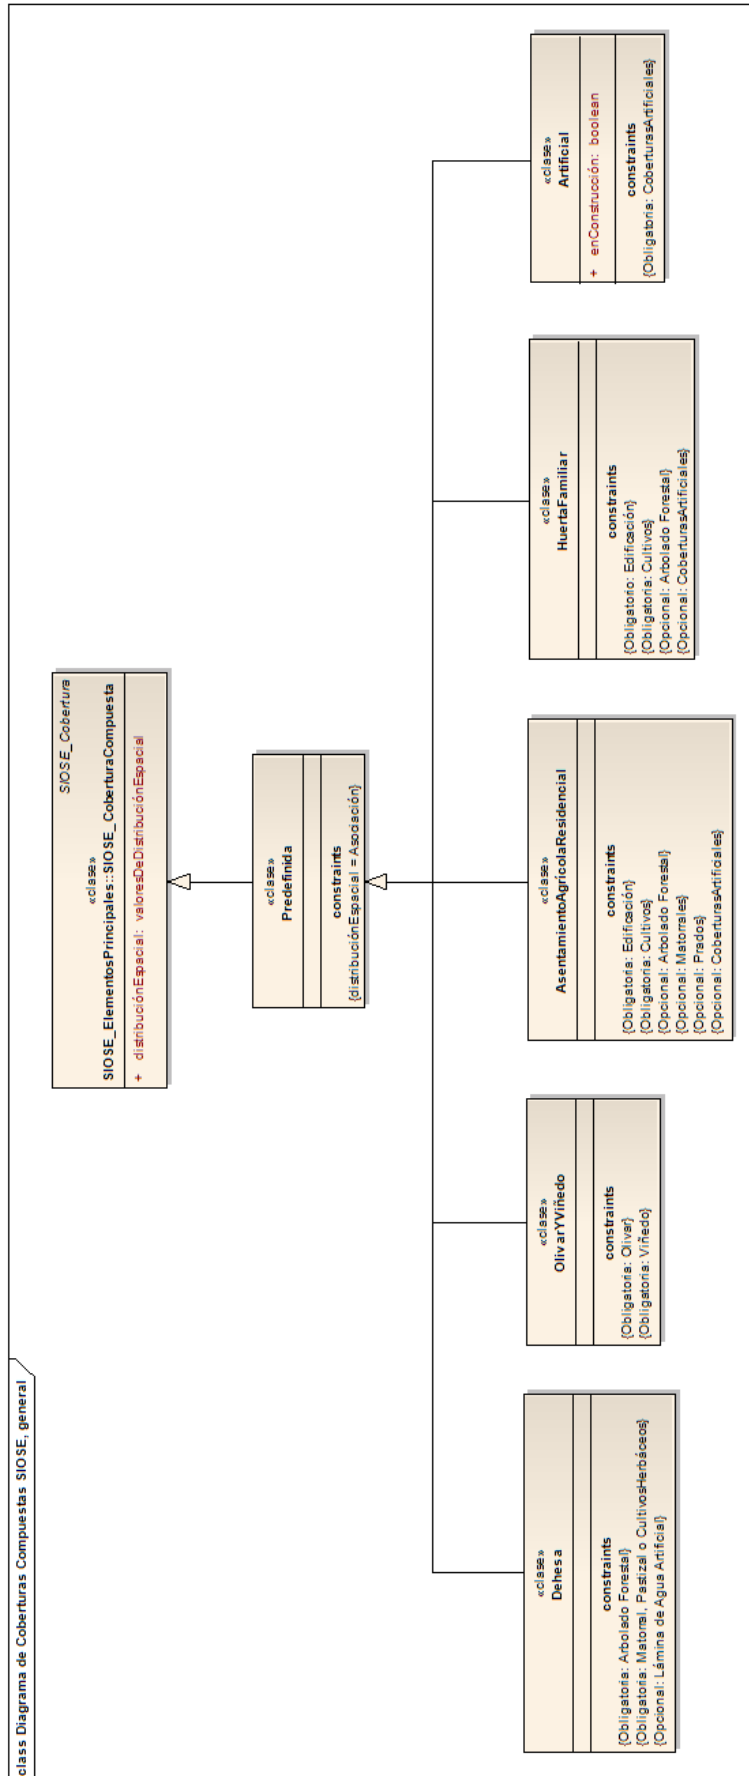 class Diagrama de Coberturas Compuestas SIOSE, general
SIOSE_Cobertura
«clase»
SIOSE_ElementosPrincipales::SIOSE_CoberturaCompuesta
+ distribuciónEspacial: valoresDeDistribuciónEspacial
«clase»
Predefinida
constraints
{distribuciónEspacial = Asociación}
«clase»
Dehesa
constraints
{Obligatoria: Arbolado Forestal}
{Obligatoria: Matorral, Pastizal o CultivosHerbáceos}
{Opcional: Lámina de Agua Artificial}
«clase»
OlivarYViñedo
constraints
{Obligatoria: Olivar}
{Obligatoria: Viñedo}
«clase»
AsentamientoAgrícolaResidencial
constraints
{Obligatoria: Edificación}
{Obligatoria: Cultivos}
{Opcional: Arbolado Forestal}
{Opcional: Matorrales}
{Opcional: Prados}
{Opcional: CoberturasArtificiales}
«clase»
HuertaFamiliar
constraints
{Obligatorio: Edificación}
{Obligatoria: Cultivos}
{Opcional: Arbolado Forestal}
{Opcional: CoberturasArtificiales}
«clase»
Artificial
+ enConstrucción: boolean
constraints
{Obligatoria: CoberturasArtificiales}